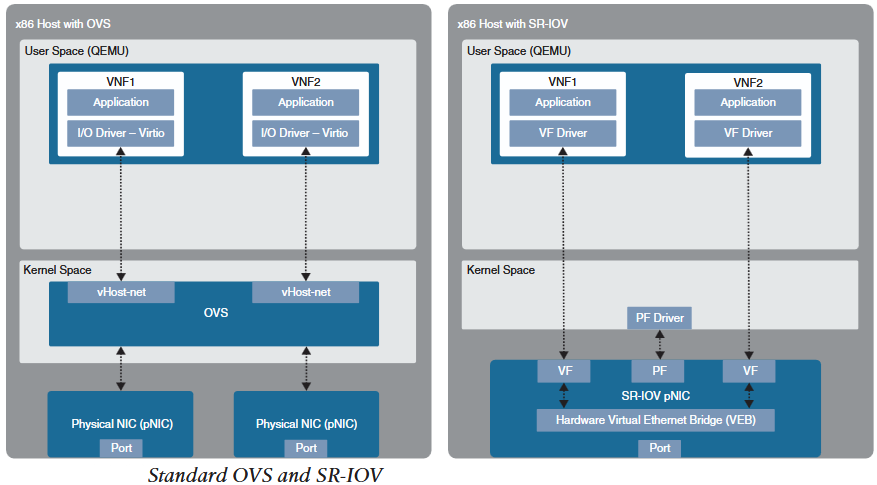 x86 Host with OVS
User Space (QEMU)
VNF1
Application
I/O Driver – Virtio
VNF2
Application
I/O Driver – Virtio
Kernel Space
vHost-net
vHost-net
OVS
Physical NIC (pNIC)
Port
Physical NIC (pNIC)
Port
x86 Host with SR-IOV
User Space (QEMU)
VNF1
Application
VF Driver
VNF2
Application
VF Driver
Kernel Space
PF Driver
VF
PF
VF
SR-IOV pNIC
Hardware Virtual Ethernet Bridge (VEB)
Port
Standard OVS and SR-IOV